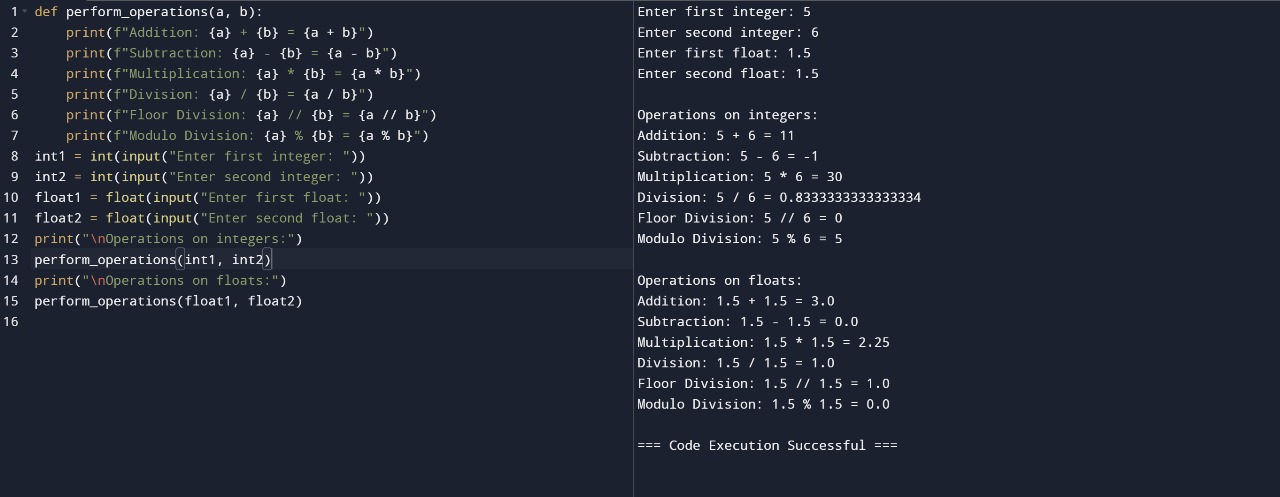 1 def perform_operations(a, b):
2     print(f"Addition: {a} + {b} = {a + b}")
3     print(f"Subtraction: {a} - {b} = {a - b}")
4     print(f"Multiplication: {a} * {b} = {a * b}")
5     print(f"Division: {a} / {b} = {a / b}")
6     print(f"Floor Division: {a} // {b} = {a // b}")
7     print(f"Modulo Division: {a} % {b} = {a % b}")
8 int1 = int(input("Enter first integer: "))
9 int2 = int(input("Enter second integer: "))
10 float1 = float(input("Enter first float: "))
11 float2 = float(input("Enter second float: "))
12 print("\nOperations on integers:")
13 perform_operations(int1, int2)
14 print("\nOperations on floats:")
15 perform_operations(float1, float2)
16
Enter first integer: 5
Enter second integer: 6
Enter first float: 1.5
Enter second float: 1.5
Operations on integers:
Addition: 5 + 6 = 11
Subtraction: 5 - 6 = -1
Multiplication: 5 * 6 = 30
Division: 5 / 6 = 0.8333333333333334
Floor Division: 5 // 6 = 0
Modulo Division: 5 % 6 = 5
Operations on floats:
Addition: 1.5 + 1.5 = 3.0
Subtraction: 1.5 - 1.5 = 0.0
Multiplication: 1.5 * 1.5 = 2.25
Division: 1.5 / 1.5 = 1.0
Floor Division: 1.5 // 1.5 = 1.0
Modulo Division: 1.5 % 1.5 = 0.0
=== Code Execution Successful ===